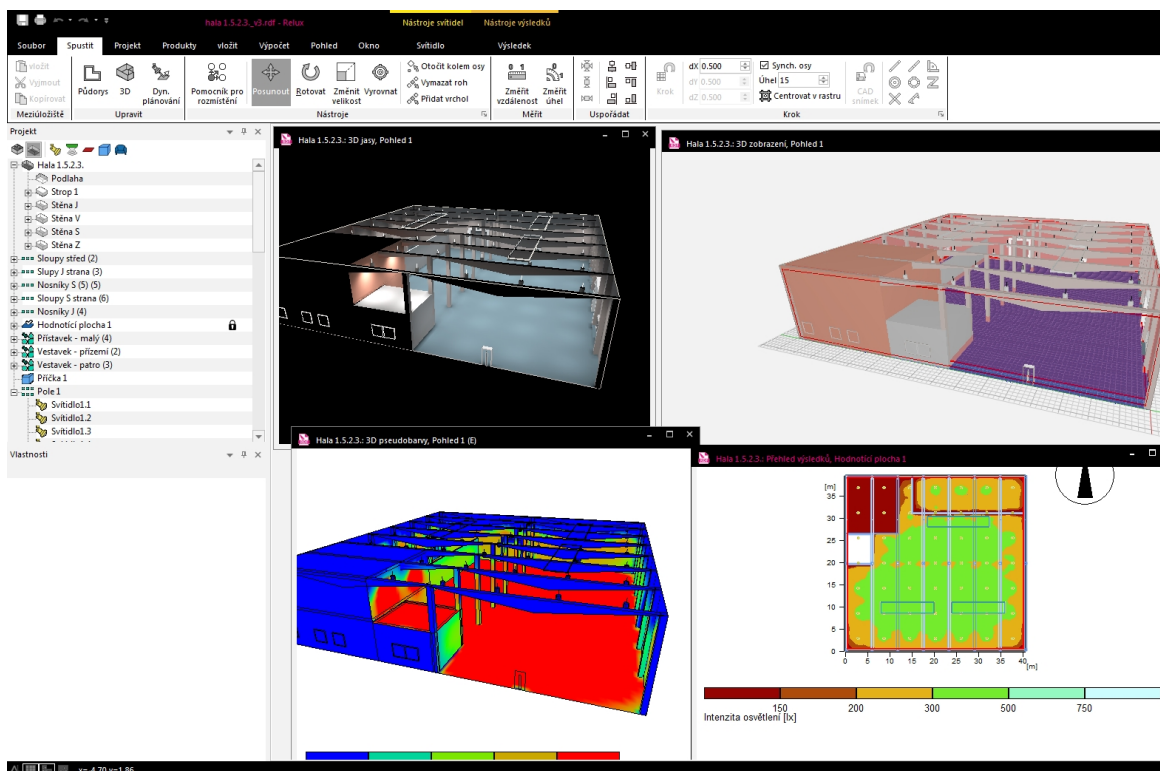 hala 1.5.2.3._v3.rdf - Relux
Nástroje svítidel
Nástroje výsledků
Soubor Spustit Projekt Produkty vložit Výpočet Pohled Okno Svítidlo Výsledek
vložit
Vyjmout
Kopírovat
Meziúložiště
Půdorys
3D
Dyn. plánování
Upravit
Pomocník pro rozmístění
Posunout
Rotovat
Změnit velikost
Vyrovnat
Otočit kolem osy
Vymazat roh
Přidat vrchol
Nástroje
Změřit vzdálenost
Změřit úhel
Měřit
Uspořádat
Krok
dX 0.500
dY 0.500
dZ 0.500
Synch. osy
Úhel 15
Centrovat v rastru
CAD snímek
Krok
Projekt
Hala 1.5.2.3.
Podlaha
Strop 1
Stěna J
Stěna V
Stěna S
Stěna Z
Sloupy střed (2)
Slupy J strana (3)
Nosníky S (5) (5)
Sloupy S strana (6)
Nosníky J (4)
Hodnotící plocha 1
Přístavek - malý (4)
Vestavek - přízemí (2)
Vestavek - patro (3)
Příčka 1
Pole 1
Svítidlo1.1
Svítidlo1.2
Svítidlo1.3
Vlastnosti
Hala 1.5.2.3.: 3D jasy, Pohled 1
Hala 1.5.2.3.: 3D zobrazení, Pohled 1
Hala 1.5.2.3.: 3D pseudobarvy, Pohled 1 (E)
Hala 1.5.2.3.: Přehled výsledků, Hodnotící plocha 1
[m]
35
30
25
20
15
10
5
0
0 5 10 15 20 25 30 35 40
[m]
150 200 300 500 750
Intenzita osvětlení [lx]
x= -4.70 y=1.86